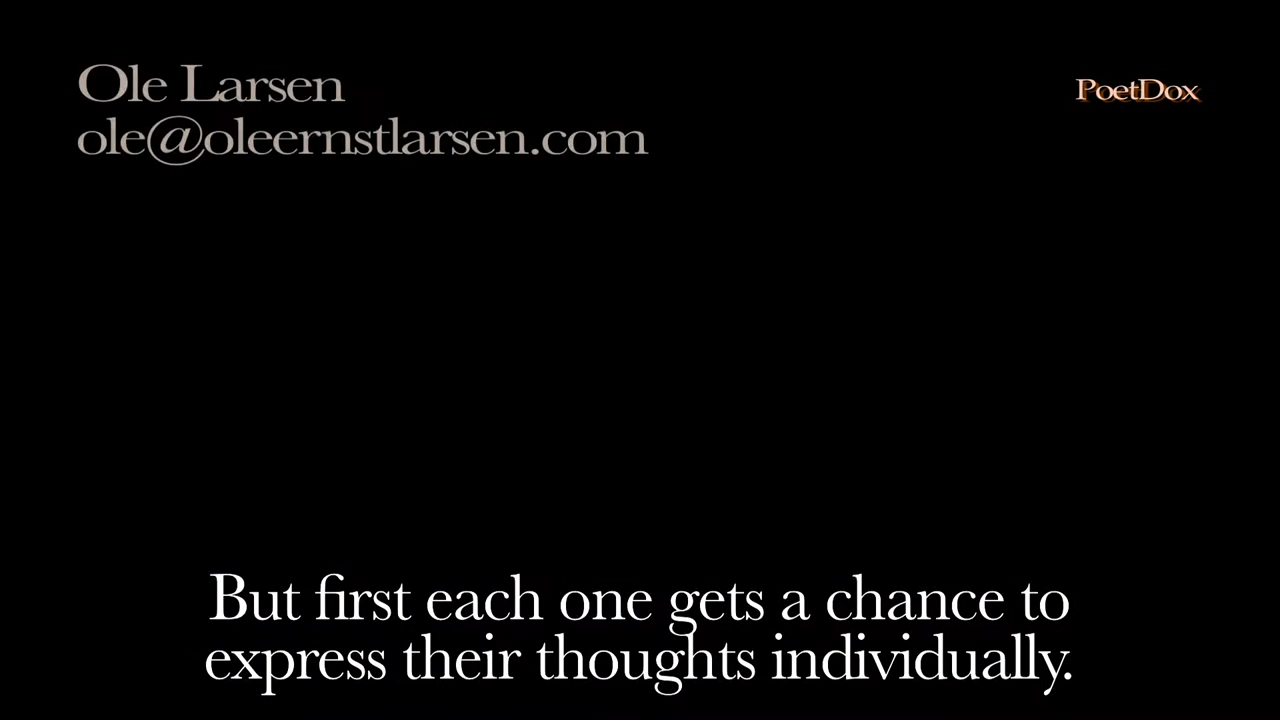 Ole Larsen
PoetDox
ole@oleernstlarsen.com
But first each one gets a chance to
express their thoughts individually.